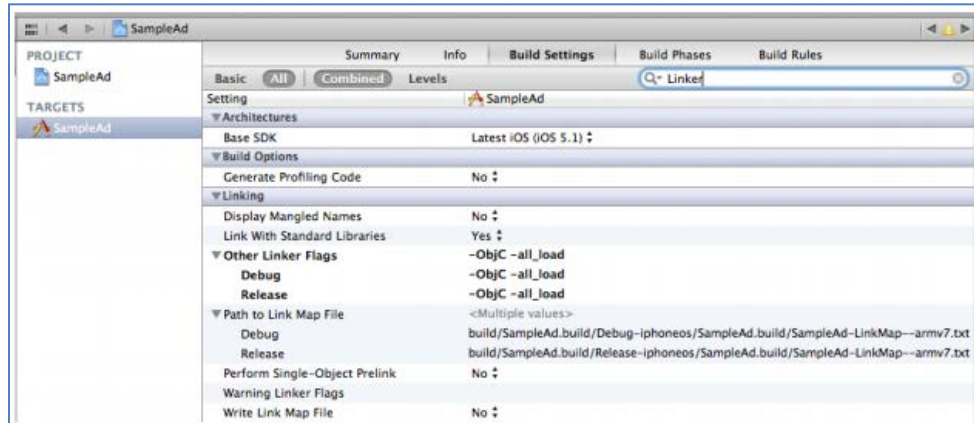 SampleAd
PROJECT
SampleAd
TARGETS
SampleAd
Summary Info Build Settings Build Phases Build Rules
Basic All Combined Levels Linker
Setting SampleAd
Architectures
Base SDK Latest iOS (iOS 5.1)
Build Options
Generate Profiling Code No
Linking
Display Mangled Names No
Link With Standard Libraries Yes
Other Linker Flags -ObjC -all_load
Debug -ObjC -all_load
Release -ObjC -all_load
Path to Link Map File <Multiple values>
Debug build/SampleAd.build/Debug-iphoneos/SampleAd.build/SampleAd-LinkMap--armv7.txt
Release build/SampleAd.build/Release-iphoneos/SampleAd.build/SampleAd-LinkMap--armv7.txt
Perform Single-Object Prelink No
Warning Linker Flags
Write Link Map File No